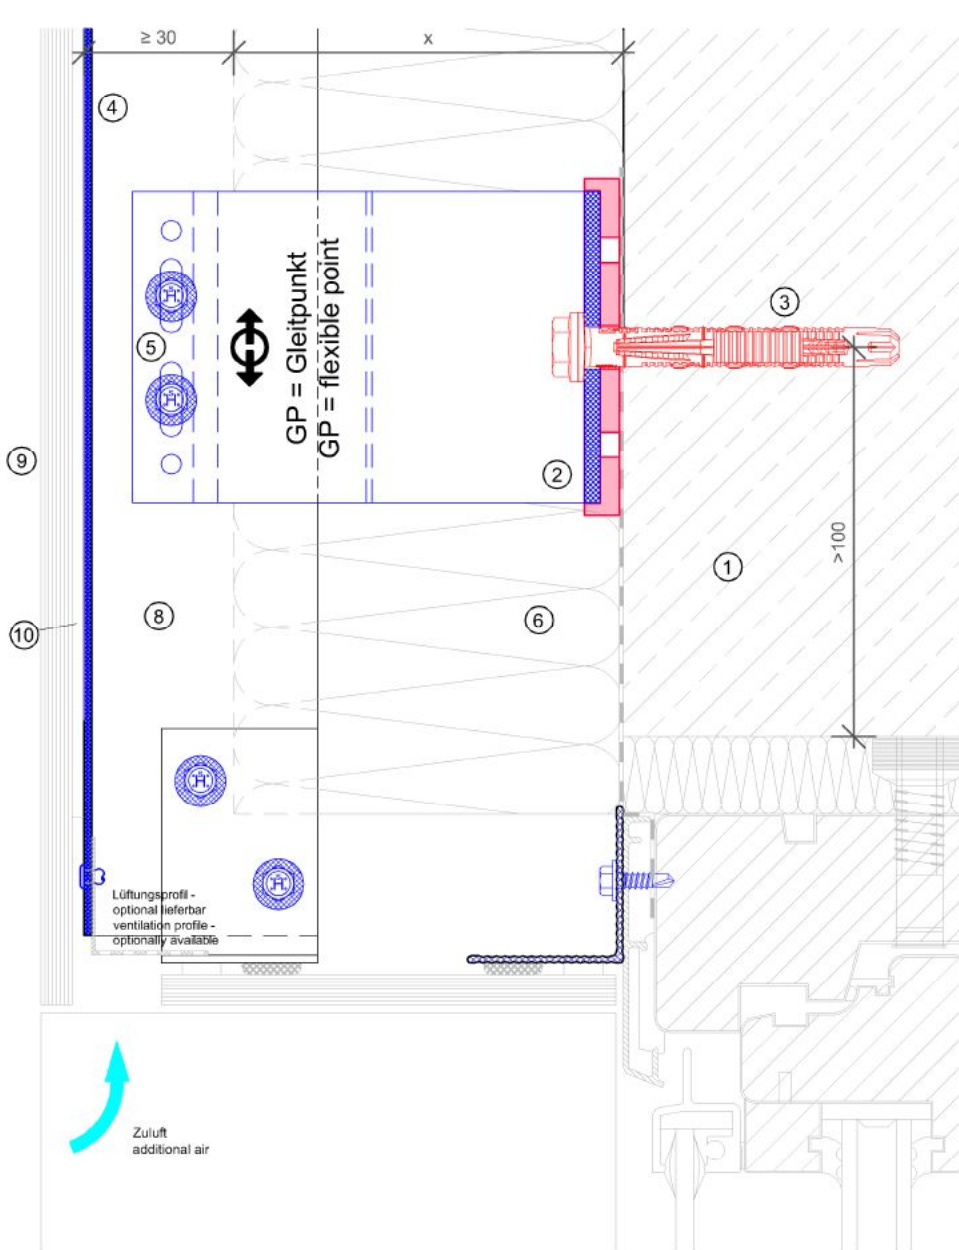 ≥ 30
x
4
3
GP = Gleitpunkt
GP = flexible point
5
9
2
>100
1
8
6
10
Lüftungsprofil -
optional lieferbar
ventilation profile -
optionally available
Zuluft
additional air